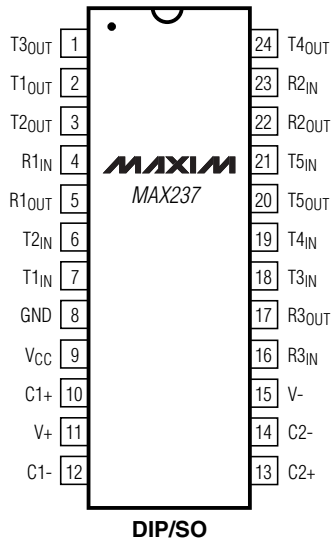 T3OUT 1 24 T4OUT
T1OUT 2 23 R2IN
T2OUT 3 22 R2OUT
R1IN 4 MAXIM 21 T5IN
R1OUT 5 MAX237 20 T5OUT
T2IN 6 19 T4IN
T1IN 7 18 T3IN
GND 8 17 R3OUT
VCC 9 16 R3IN
C1+ 10 15 V-
V+ 11 14 C2-
C1- 12 13 C2+
DIP/SO